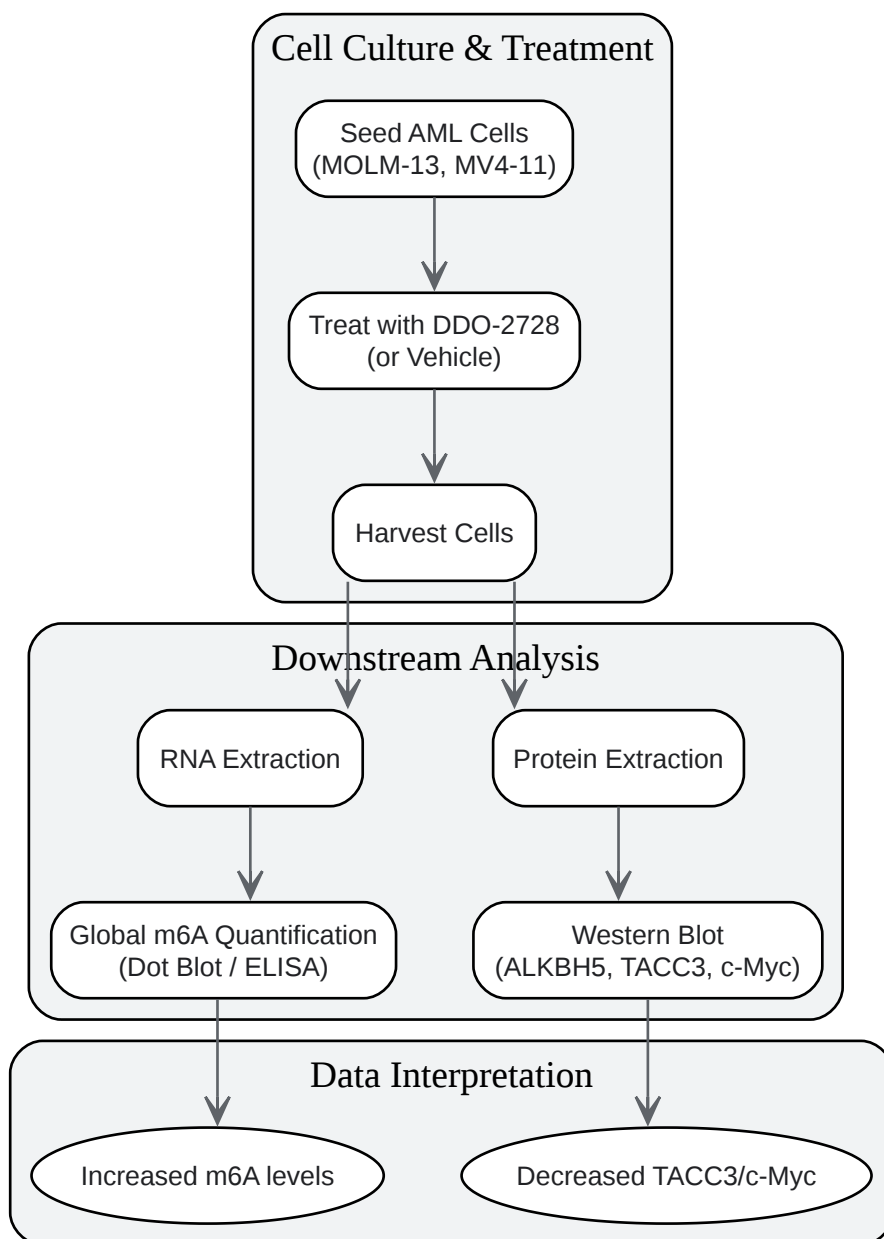 Cell Culture & Treatment
Seed AML Cells
(MOLM-13, MV4-11)
Treat with DDO-2728
(or Vehicle)
Harvest Cells
Downstream Analysis
RNA Extraction
Protein Extraction
Global m6A Quantification
(Dot Blot / ELISA)
Western Blot
(ALKBH5, TACC3, c-Myc)
Data Interpretation
Increased m6A levels
Decreased TACC3/c-Myc